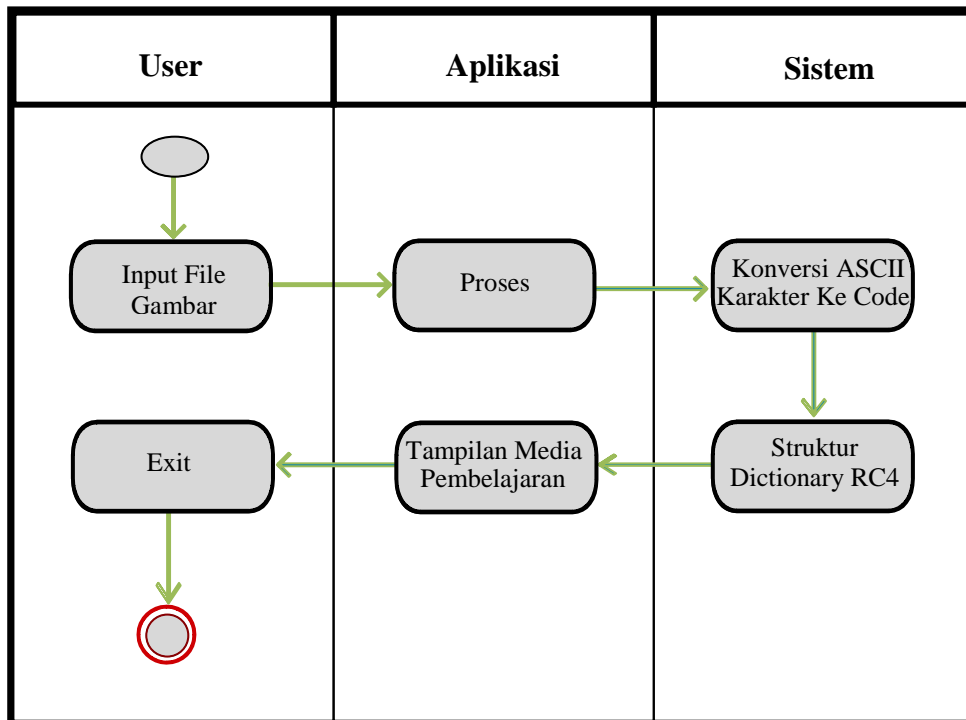 User
Aplikasi
Sistem
Input File
Gambar
Proses
Konversi ASCII
Karakter Ke Code
Struktur
Dictionary RC4
Tampilan Media
Pembelajaran
Exit